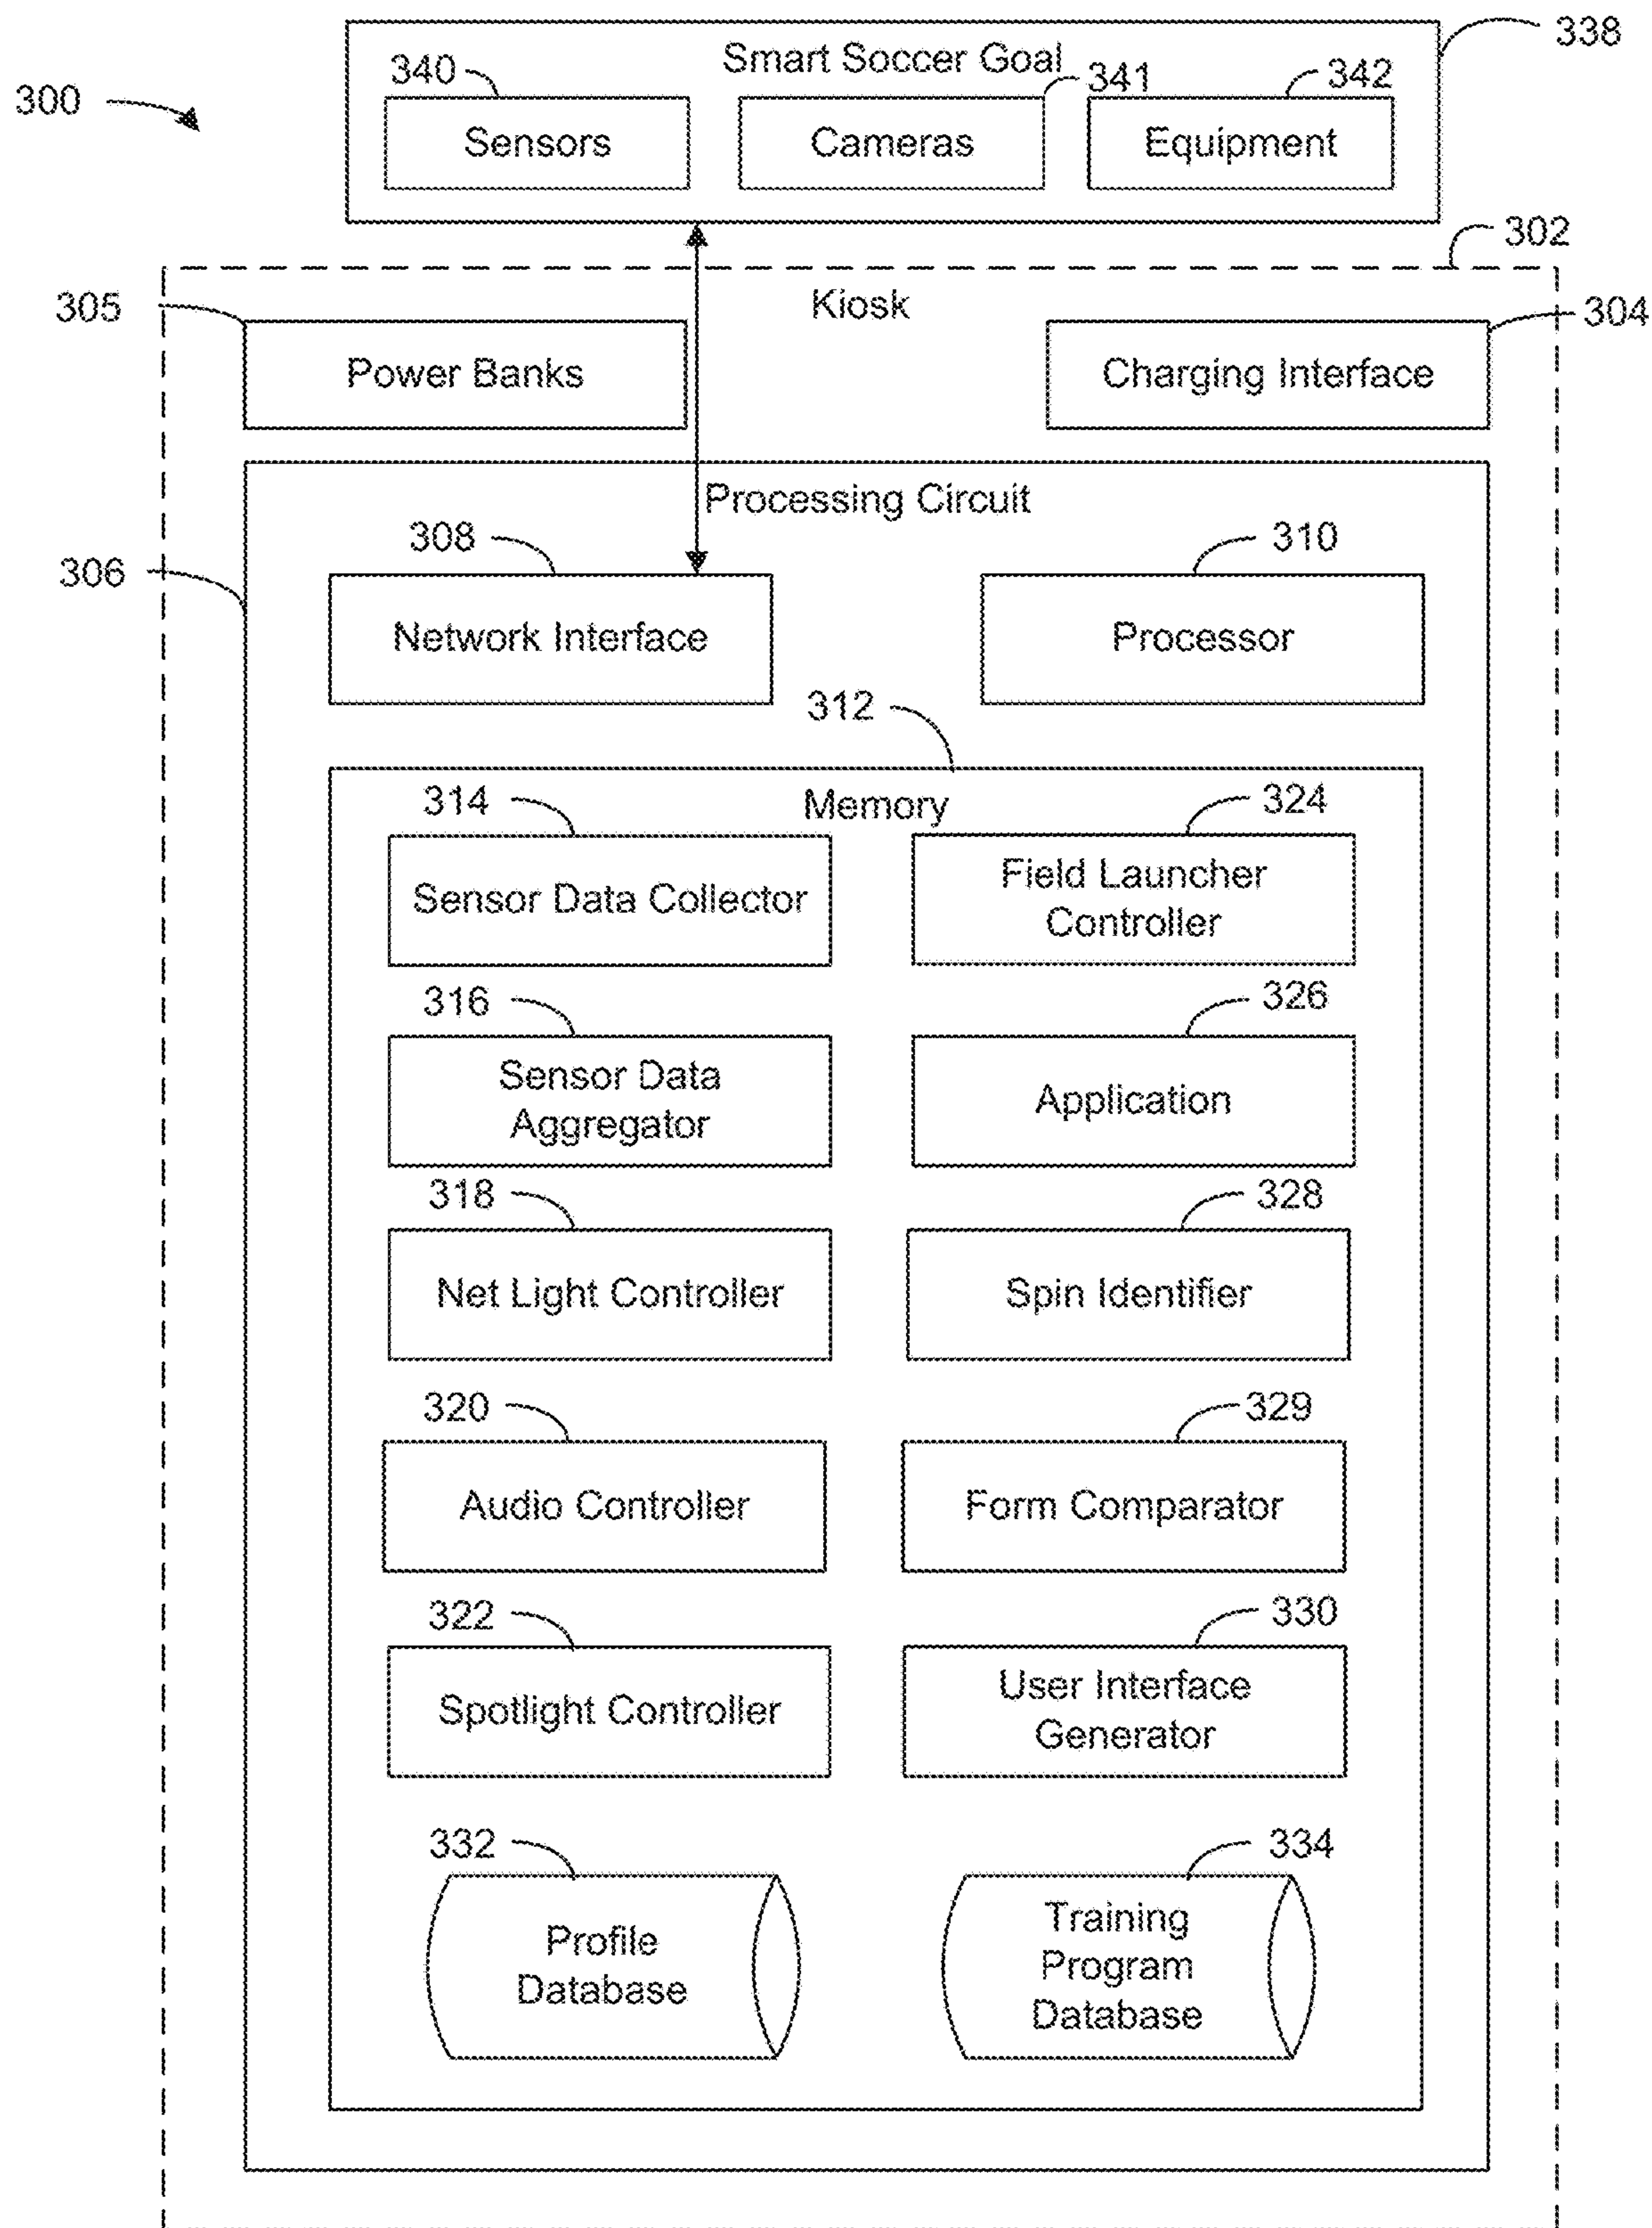 338
Smart Soccer Goal
340
341
342
300
Sensors
Cameras
Equipment
302
Kiosk
305
304
Power Banks
Charging Interface
Processing Circuit
308
310
306
Network Interface
Processor
312
Memory
314
324
Sensor Data Collector
Field Launcher
Controller
316
326
Sensor Data
Aggregator
Application
318
328
Net Light Controller
Spin Identifier
320
329
Audio Controller
Form Comparator
322
330
Spotlight Controller
User Interface
Generator
332
334
Profile
Database
Training
Program
Database